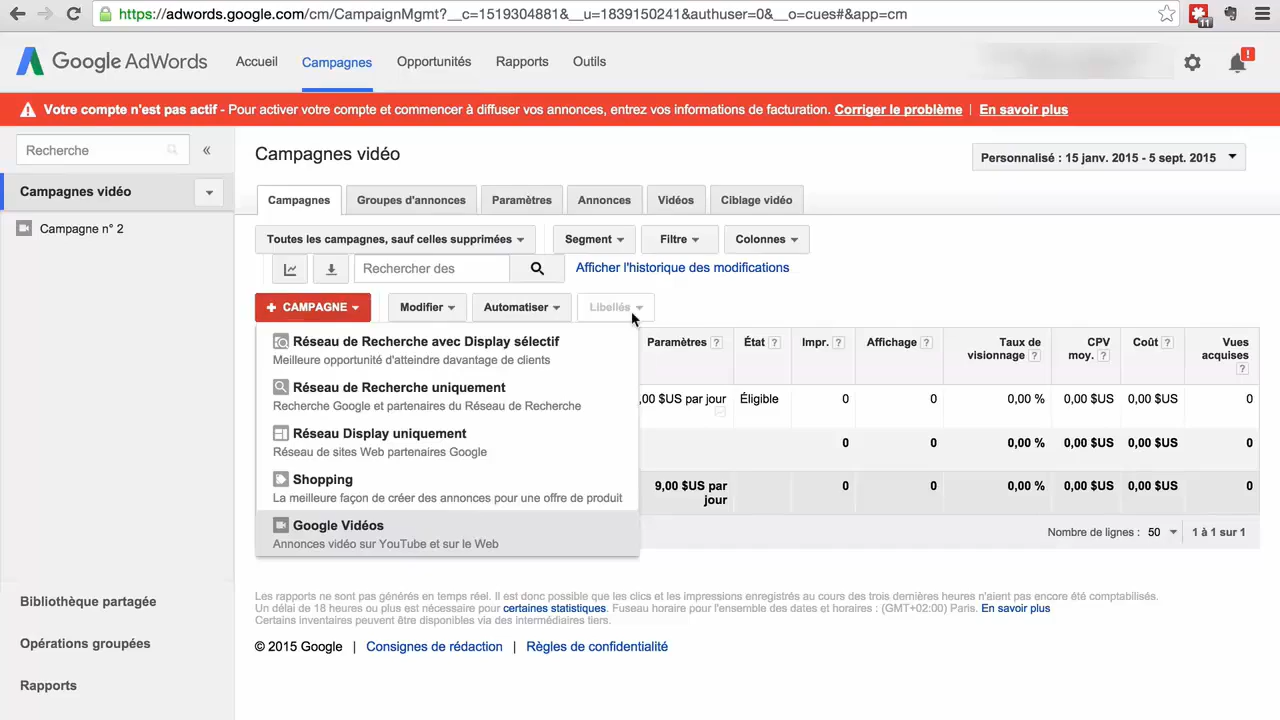 https://adwords.google.com/cm/CampaignMgmt?__c=1519304881&__u=1839150241&authuser=0&__o=cues#&app=cm
11
Google AdWords Accueil Campagnes Opportunités Rapports Outils
!
Votre compte n'est pas actif - Pour activer votre compte et commencer à diffuser vos annonces, entrez vos informations de facturation. Corriger le problème | En savoir plus
Recherche «
Campagnes vidéo
Campagne n° 2
Campagnes vidéo
Personnalisé : 15 janv. 2015 - 5 sept. 2015
Campagnes Groupes d'annonces Paramètres Annonces Vidéos Ciblage vidéo
Toutes les campagnes, sauf celles supprimées Segment Filtre Colonnes
Rechercher des Afficher l'historique des modifications
+ CAMPAGNE Modifier Automatiser Libellés
Réseau de Recherche avec Display sélectif
Meilleure opportunité d'atteindre davantage de clients
Réseau de Recherche uniquement
Recherche Google et partenaires du Réseau de Recherche
Réseau Display uniquement
Réseau de sites Web partenaires Google
Shopping
La meilleure façon de créer des annonces pour une offre de produit
Google Vidéos
Annonces vidéo sur YouTube et sur le Web
Paramètres ? État ? Impr. ? Affichage ? Taux de visionnage ? CPV moy. ? Coût ? Vues acquises ?
,00 $US par jour Éligible 0 0 0,00 % 0,00 $US 0,00 $US 0
0 0 0,00 % 0,00 $US 0,00 $US 0
9,00 $US par jour 0 0 0,00 % 0,00 $US 0,00 $US 0
Nombre de lignes : 50 1 à 1 sur 1
Les rapports ne sont pas générés en temps réel. Il est donc possible que les clics et les impressions enregistrés au cours des trois dernières heures n'aient pas encore été comptabilisés.
Un délai de 18 heures ou plus est nécessaire pour certaines statistiques. Fuseau horaire pour l'ensemble des dates et horaires : (GMT+02:00) Paris. En savoir plus
Certains inventaires peuvent être disponibles via des intermédiaires tiers.
© 2015 Google | Consignes de rédaction | Règles de confidentialité
Bibliothèque partagée
Opérations groupées
Rapports